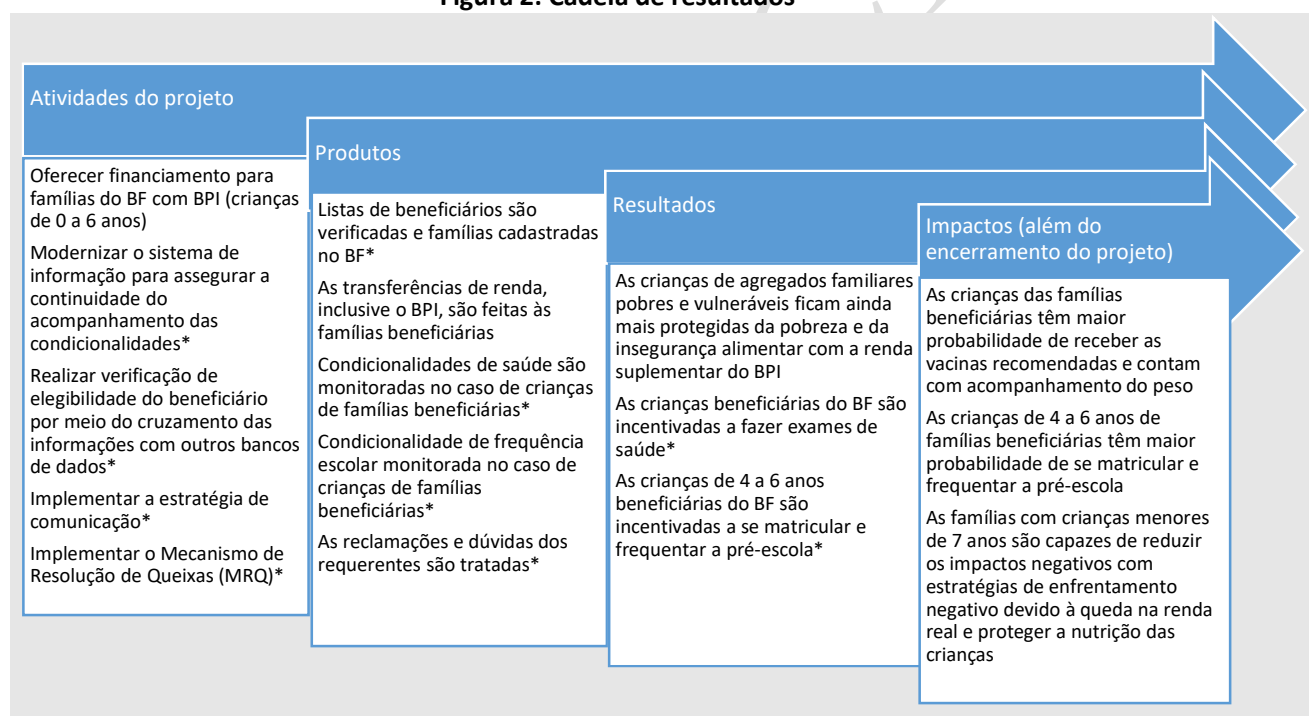 Figura 2. Cadeia de resultados
Atividades do projeto
Oferecer financiamento para
famílias do BF com BPI (crianças
de 0 a 6 anos)
Modernizar o sistema de
informação para assegurar a
continuidade do
acompanhamento das
condicionalidades*
Realizar verificação de
elegibilidade do beneficiário
por meio do cruzamento das
informações com outros bancos
de dados*
Implementar a estratégia de
comunicação*
Implementar o Mecanismo de
Resolução de Queixas (MRQ)*
Produtos
Listas de beneficiários são
verificadas e famílias cadastradas
no BF*
As transferências de renda,
inclusive o BPI, são feitas às
famílias beneficiárias
Condicionalidades de saúde são
monitoradas no caso de crianças
de famílias beneficiárias*
Condicionalidade de frequência
escolar monitorada no caso de
crianças de famílias
beneficiárias*
As reclamações e dúvidas dos
requerentes são tratadas*
Resultados
As crianças de agregados familiares
pobres e vulneráveis ficam ainda
mais protegidas da pobreza e da
insegurança alimentar com a renda
suplementar do BPI
As crianças beneficiárias do BF são
incentivadas a fazer exames de
saúde*
As crianças de 4 a 6 anos
beneficiárias do BF são
incentivadas a se matricular e
frequentar a pré-escola*
Impactos (além do
encerramento do projeto)
As crianças das famílias
beneficiárias têm maior
probabilidade de receber as
vacinas recomendadas e contam
com acompanhamento do peso
As crianças de 4 a 6 anos de
famílias beneficiárias têm maior
probabilidade de se matricular e
frequentar a pré-escola
As famílias com crianças menores
de 7 anos são capazes de reduzir
os impactos negativos com
estratégias de enfrentamento
negativo devido à queda na renda
real e proteger a nutrição das
crianças